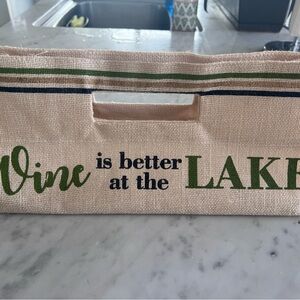 Wine is better
at the LAKE